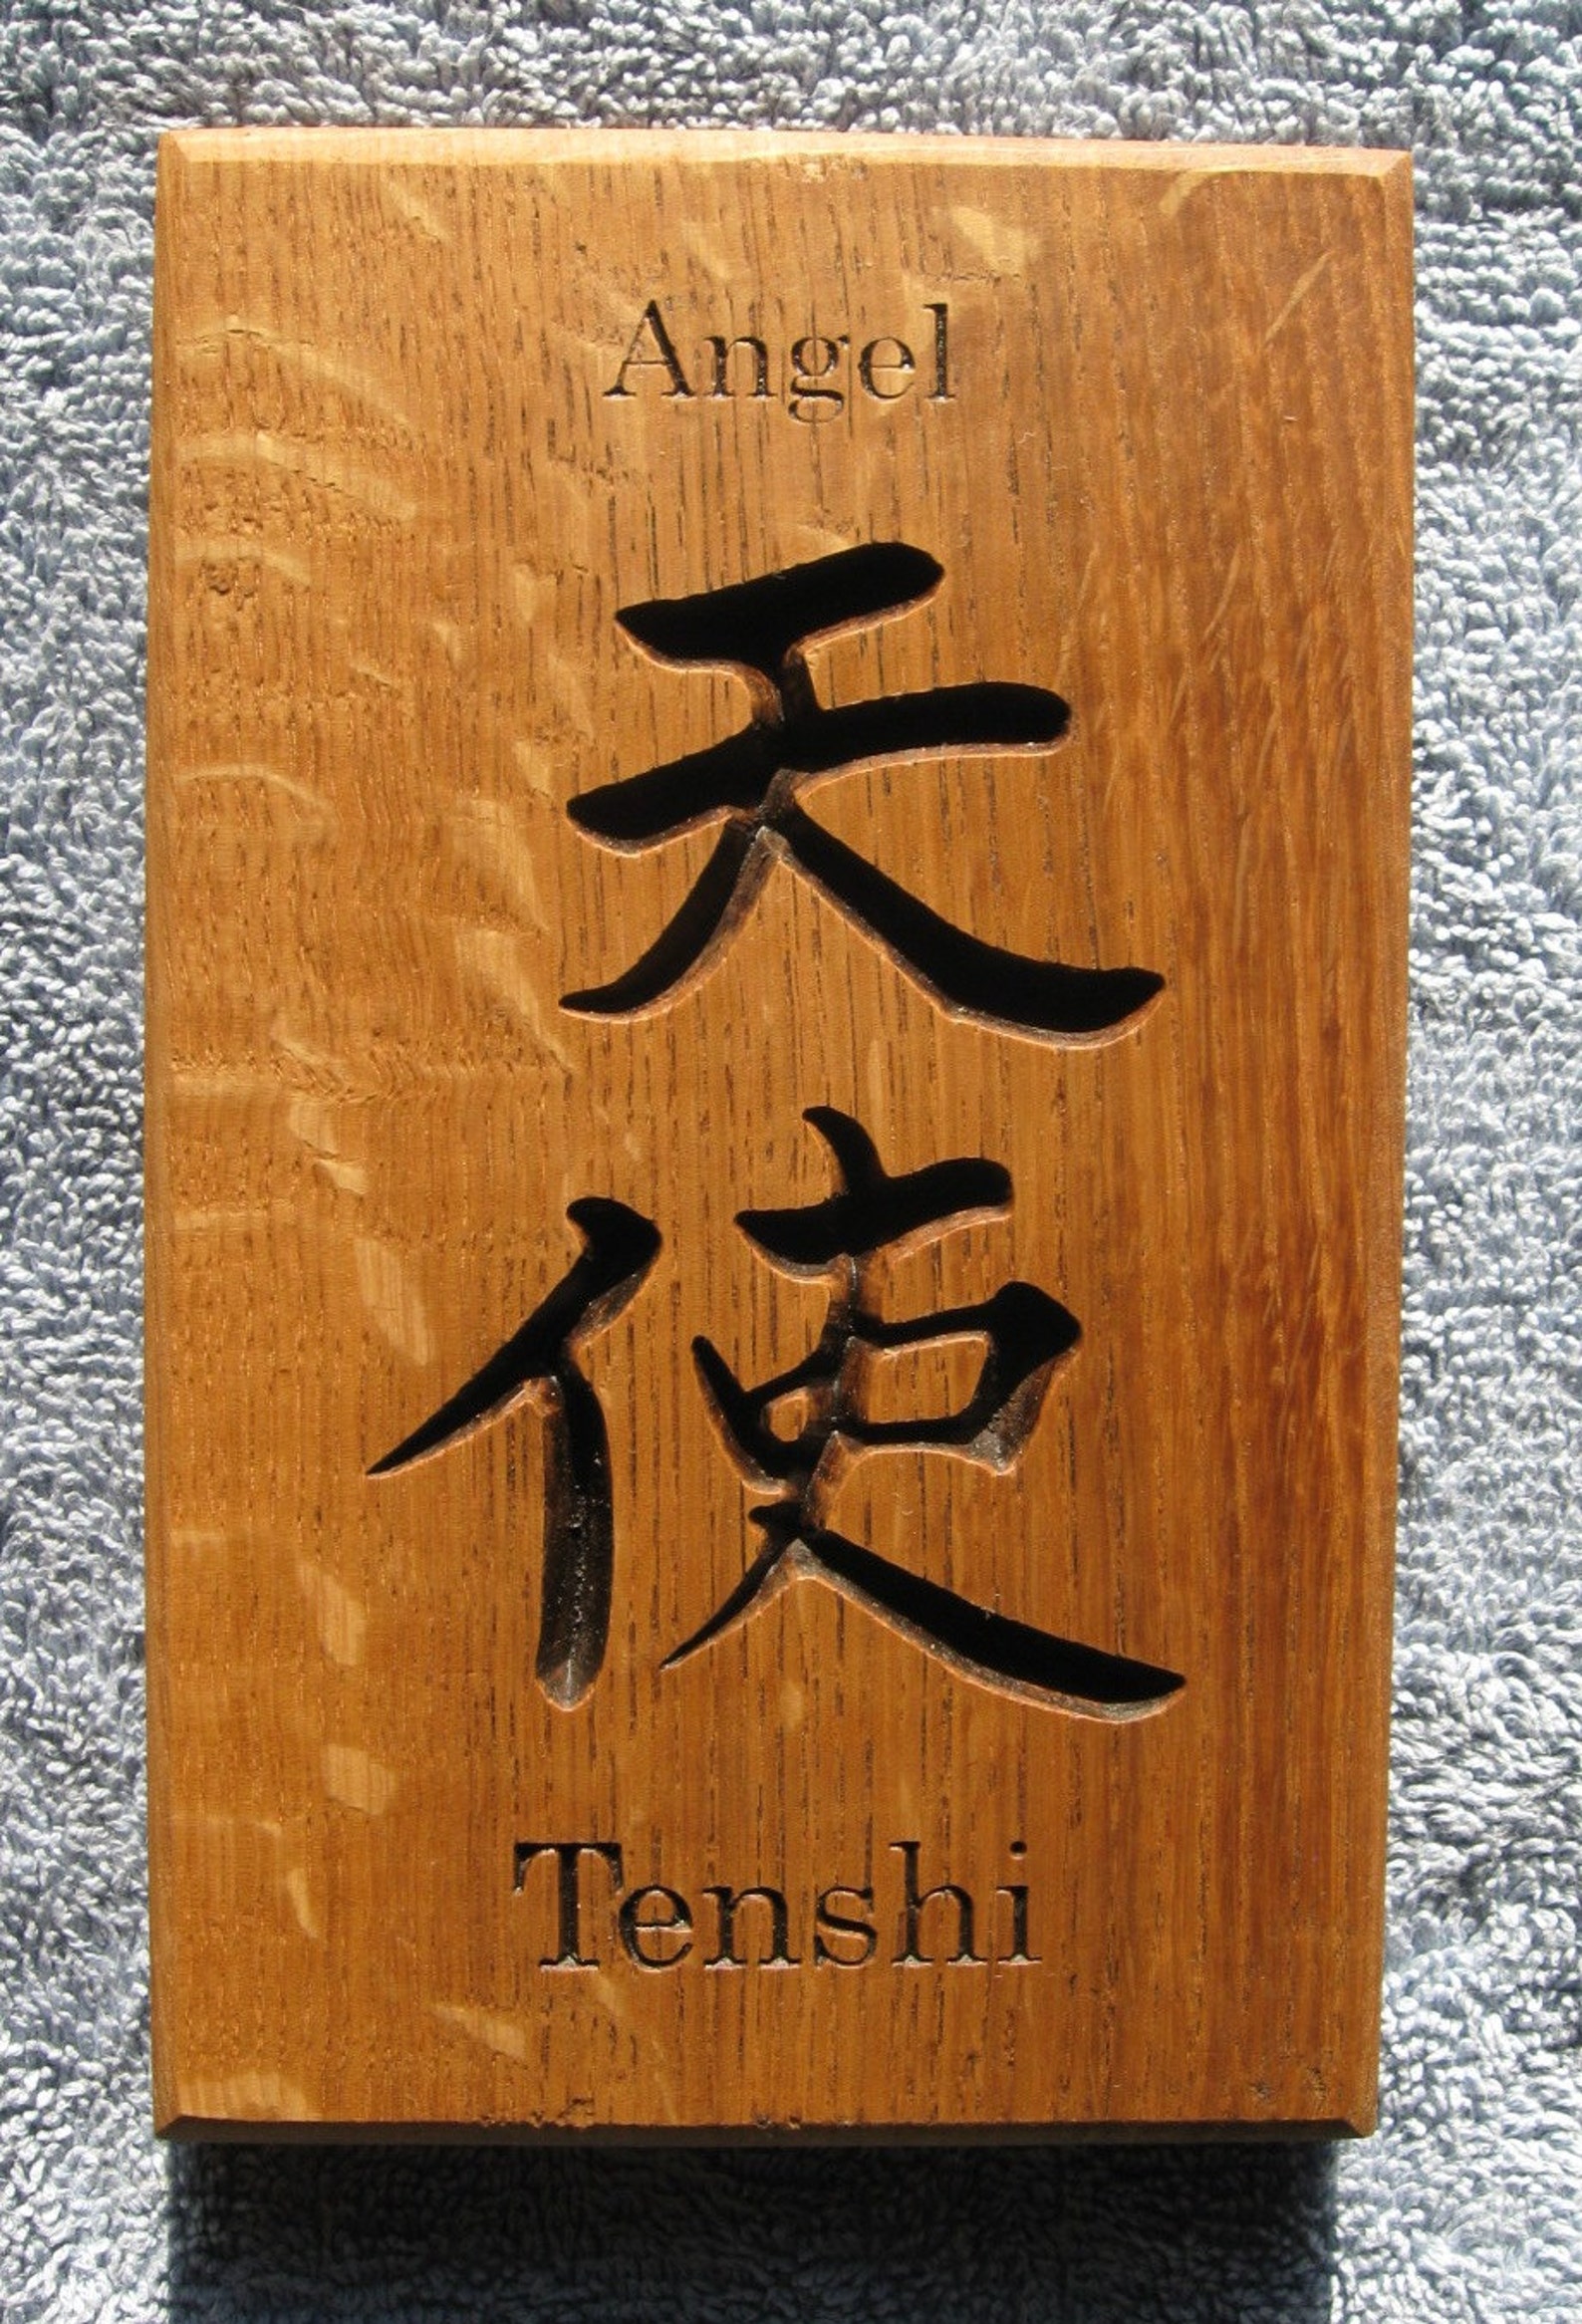 Angel
天
使
Tenshi